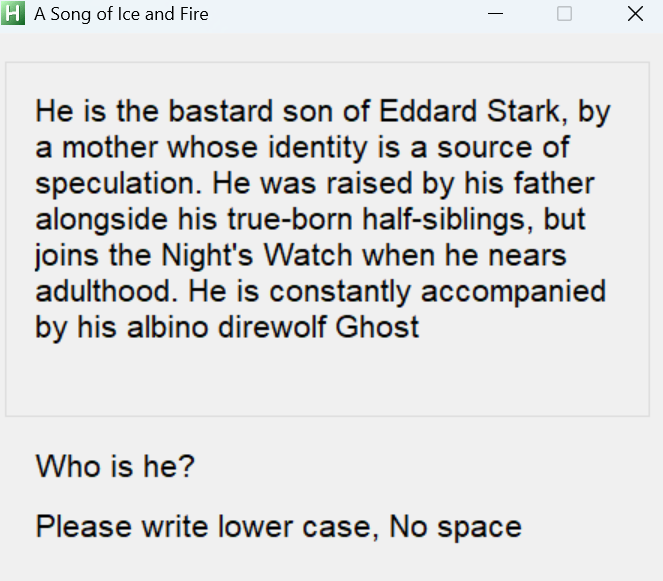 H A Song of Ice and Fire
He is the bastard son of Eddard Stark, by
a mother whose identity is a source of
speculation. He was raised by his father
alongside his true-born half-siblings, but
joins the Night's Watch when he nears
adulthood. He is constantly accompanied
by his albino direwolf Ghost
Who is he?
Please write lower case, No space